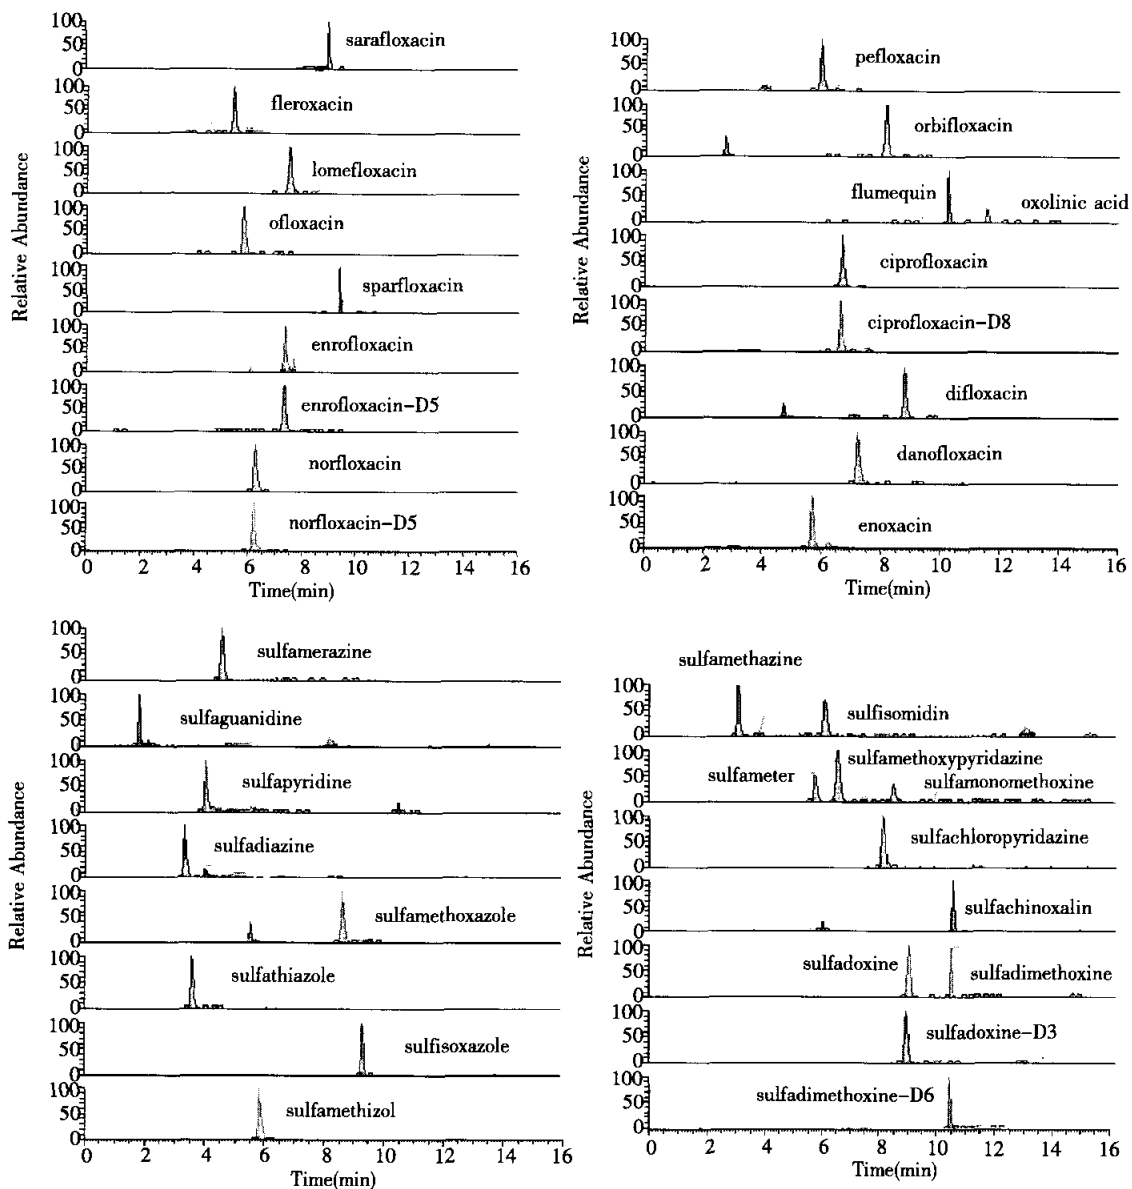 Relative Abundance
100
50
0
sarafloxacin
100
50
0
fleroxacin
100
50
0
lomefloxacin
100
50
0
ofloxacin
100
50
0
sparfloxacin
100
50
0
enrofloxacin
100
50
0
enrofloxacin-D5
100
50
0
norfloxacin
100
50
0
norfloxacin-D5
0 2 4 6 8 10 12 14 16
Time(min)
Relative Abundance
100
50
0
pefloxacin
100
50
0
orbifloxacin
100
50
0
flumequin oxolinic acid
100
50
0
ciprofloxacin
100
50
0
ciprofloxacin-D8
100
50
0
difloxacin
100
50
0
danofloxacin
100
50
0
enoxacin
0 2 4 6 8 10 12 14 16
Time(min)
Relative Abundance
100
50
0
sulfamerazine
100
50
0
sulfaguanidine
100
50
0
sulfapyridine
100
50
0
sulfadiazine
100
50
0
sulfamethoxazole
100
50
0
sulfathiazole
100
50
0
sulfisoxazole
100
50
0
sulfamethizol
0 2 4 6 8 10 12 14 16
Time(min)
Relative Abundance
sulfamethazine
100
50
0
sulfisomidin
100
50
0
sulfameter
sulfamethoxypyridazine
sulfamonomethoxine
100
50
0
sulfachloropyridazine
100
50
0
sulfachinoxalin
100
50
0
sulfadoxine sulfadimethoxine
100
50
0
sulfadoxine-D3
100
50
0
sulfadimethoxine-D6
0 2 4 6 8 10 12 14 16
Time(min)